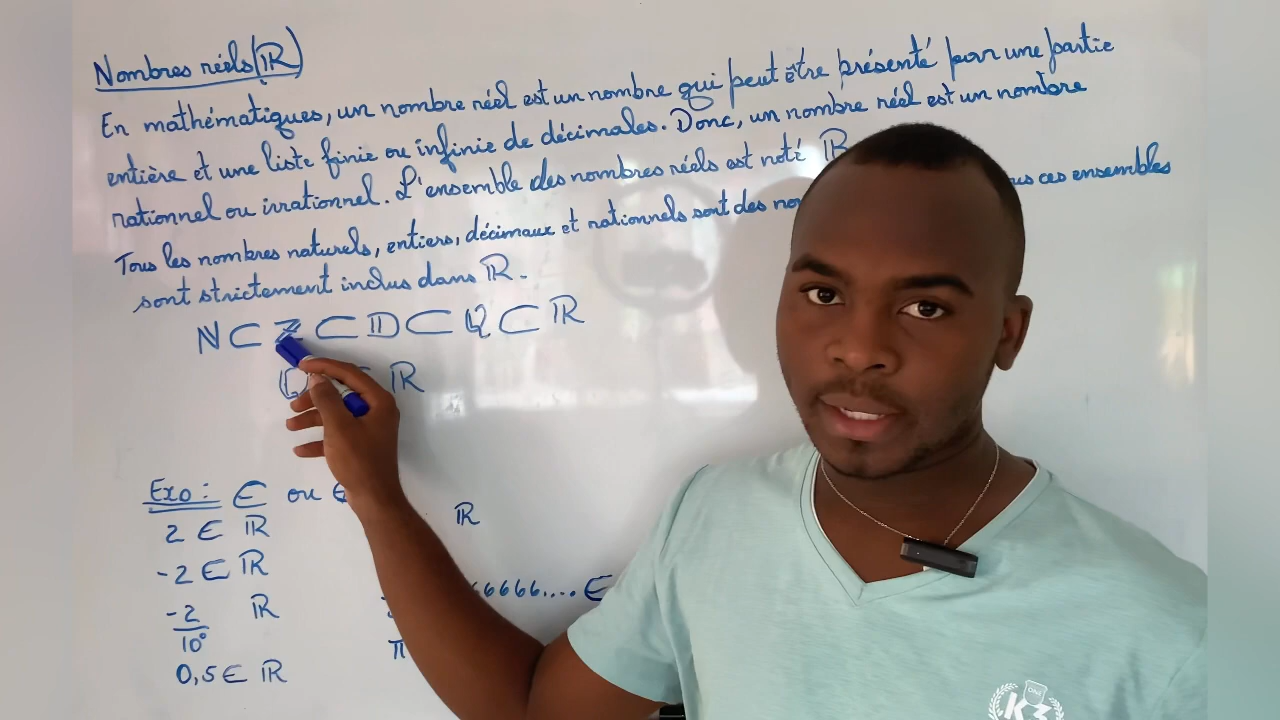 Nombres réels (ℝ)
En mathématiques, un nombre réel est un nombre qui peut être présenté par une partie
entière et une liste finie ou infinie de décimales. Donc, un nombre réel est un nombre
rationnel ou irrationnel. L'ensemble des nombres réels est noté ℝ
Tous les nombres naturels, entiers, décimaux et rationnels sont des ces ensembles
sont strictement inclus dans ℝ.
ℕ ⊂ ℤ ⊂ 𝔻 ⊂ ℚ ⊂ ℝ
ℝ
Exo : ∈ ou
2 ∈ ℝ
ℝ
-2 ∈ ℝ
-2/10⁰ ℝ
66666.... ∈
π
0,5 ∈ ℝ